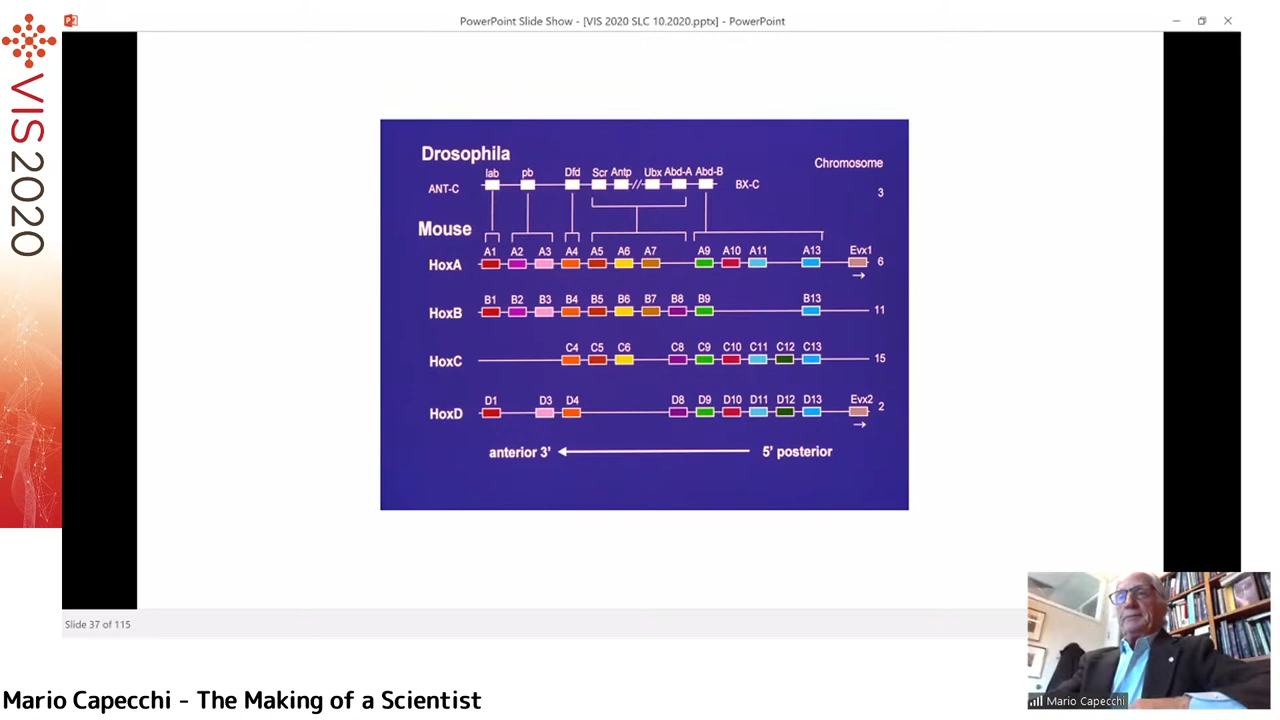 PowerPoint Slide Show - [VIS 2020 SLC 10.2020.pptx] - PowerPoint
VIS2020
Drosophila
Chromosome
lab pb Dfd Scr Antp Ubx Abd-A Abd-B
ANT-C // BX-C 3
Mouse
A1 A2 A3 A4 A5 A6 A7 A9 A10 A11 A13 Evx1
HoxA 6
B1 B2 B3 B4 B5 B6 B7 B8 B9 B13
HoxB 11
C4 C5 C6 C8 C9 C10 C11 C12 C13
HoxC 15
D1 D3 D4 D8 D9 D10 D11 D12 D13 Evx2
HoxD 2
anterior 3' 5' posterior
Slide 37 of 115
Mario Capecchi
Mario Capecchi - The Making of a Scientist